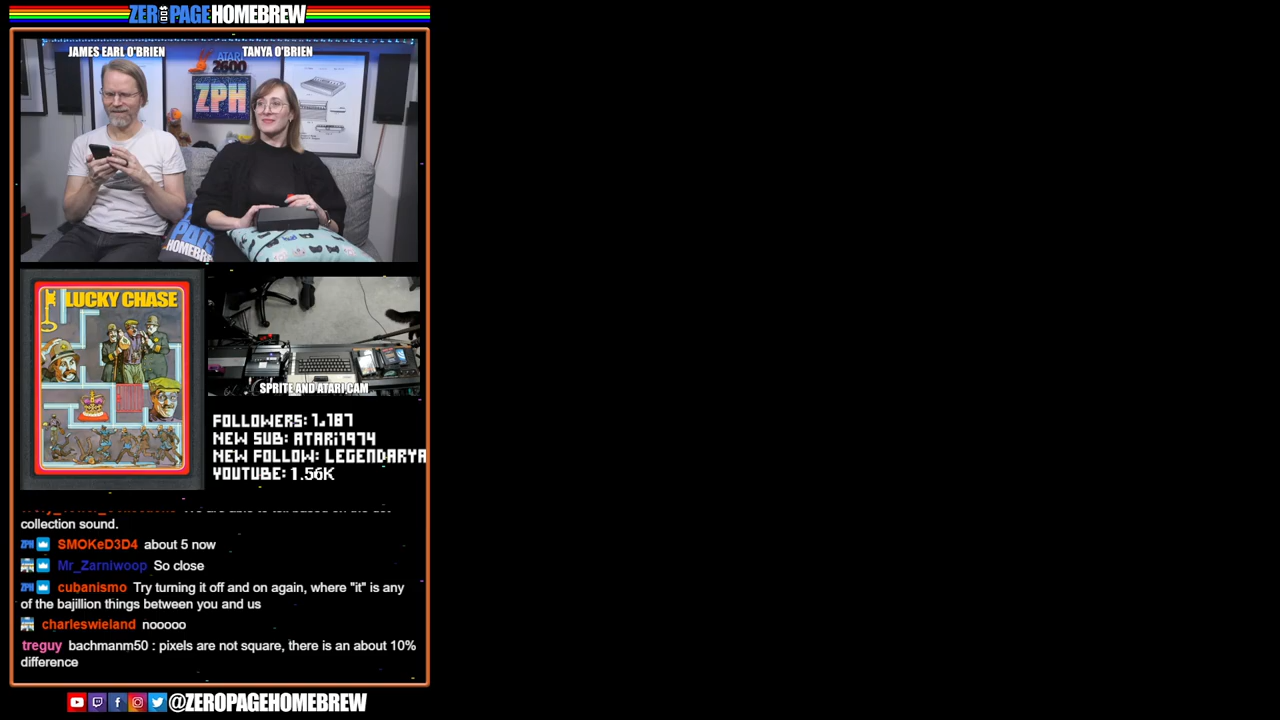 ZEROPAGEHOMEBREW
JAMES EARL O'BRIEN
TANYA O'BRIEN
ATARI
2600
ZPH
HOMEBREW
LUCKY CHASE
SPRITE AND ATARI CAM
FOLLOWERS: 1,187
NEW SUB: ATARI1974
NEW FOLLOW: LEGENDARYA
YOUTUBE: 1.56K
collection sound.
SMOKeD3D4 about 5 now
Mr_Zarniwoop So close
cubanismo Try turning it off and on again, where "it" is any
of the bajillion things between you and us
charleswieland nooooo
treguy bachmanm50 : pixels are not square, there is an about 10%
difference
@ZEROPAGEHOMEBREW